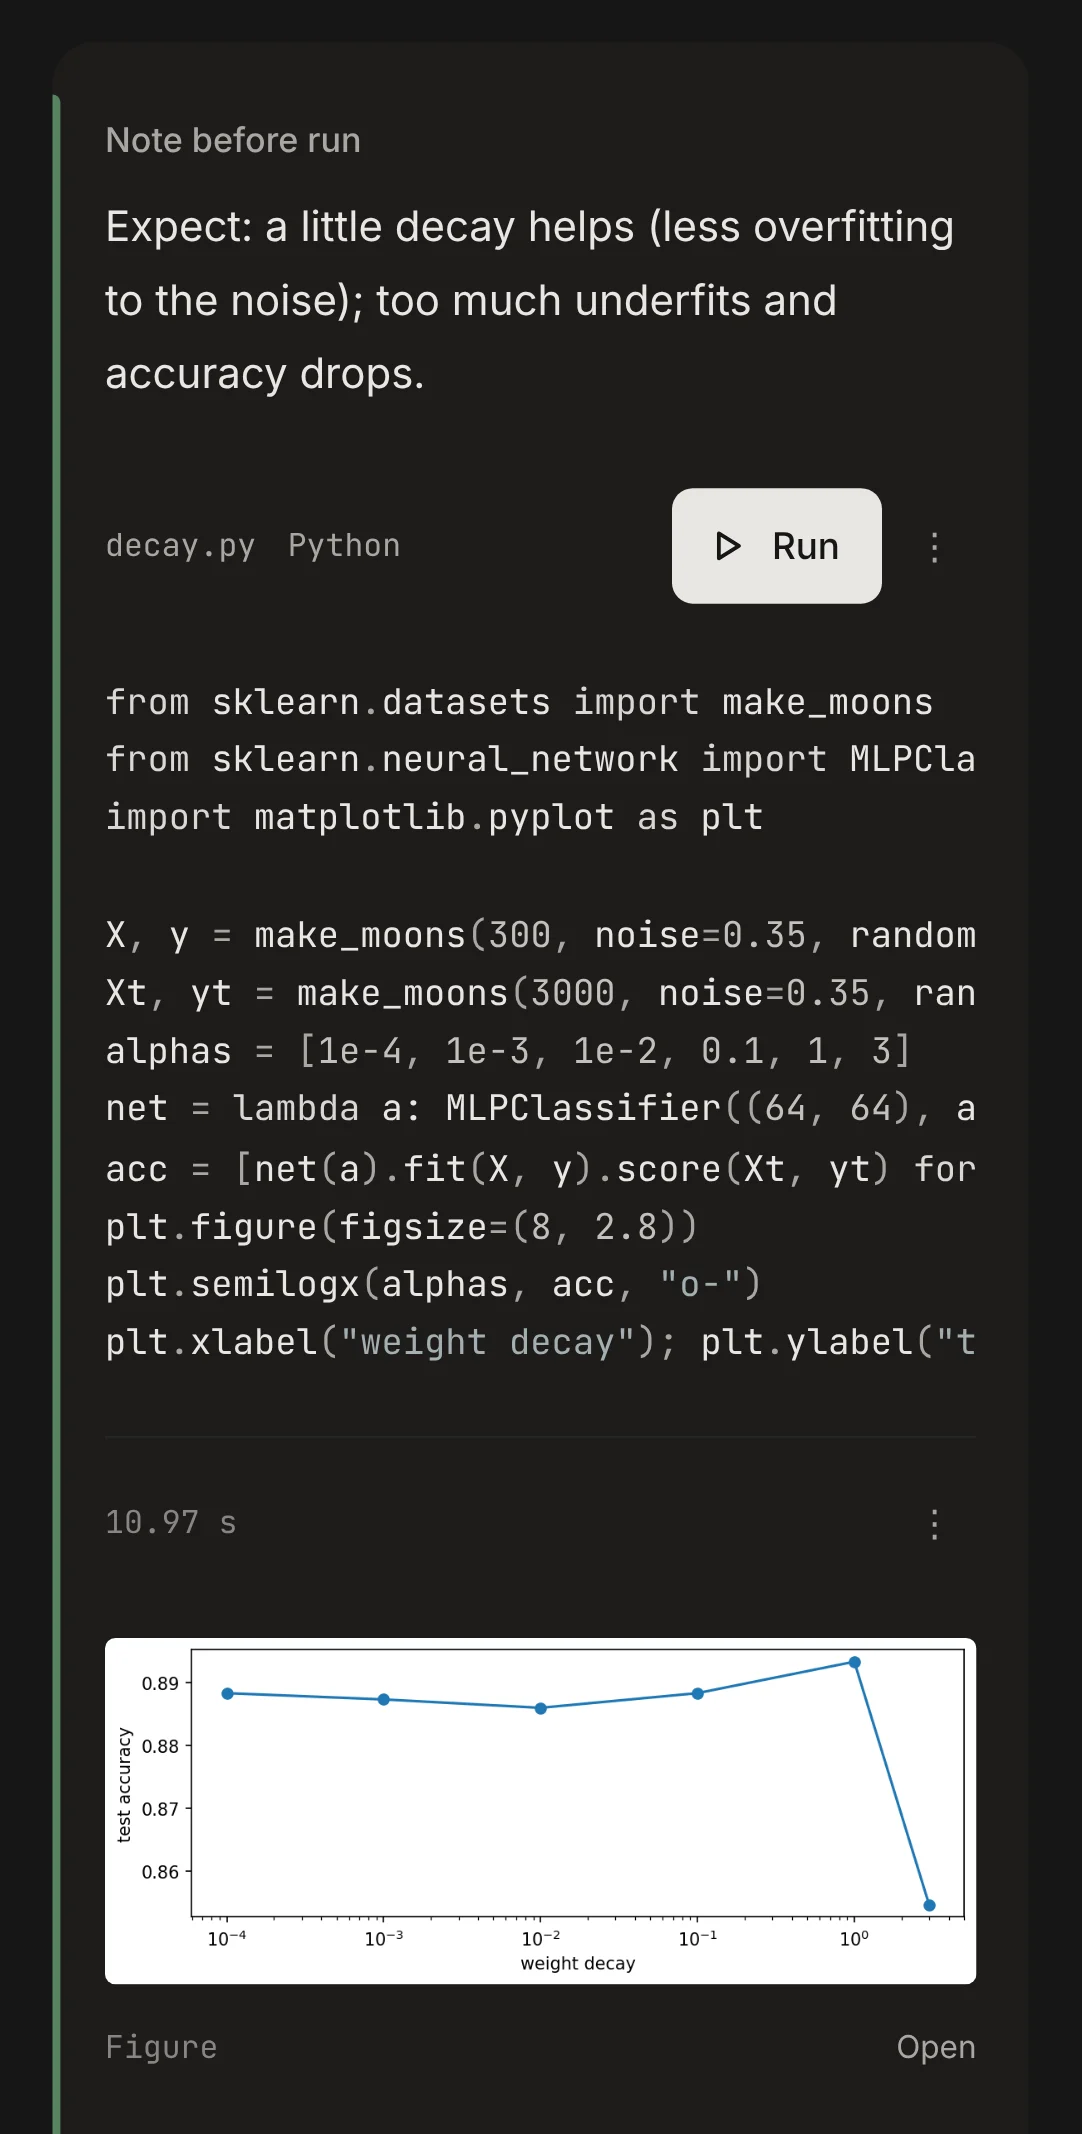 Note before run
Expect: a little decay helps (less overfitting
to the noise); too much underfits and
accuracy drops.
decay.py Python
Run
from sklearn.datasets import make_moons
from sklearn.neural_network import MLPCla
import matplotlib.pyplot as plt
X, y = make_moons(300, noise=0.35, random
Xt, yt = make_moons(3000, noise=0.35, ran
alphas = [1e-4, 1e-3, 1e-2, 0.1, 1, 3]
net = lambda a: MLPClassifier((64, 64), a
acc = [net(a).fit(X, y).score(Xt, yt) for
plt.figure(figsize=(8, 2.8))
plt.semilogx(alphas, acc, "o-")
plt.xlabel("weight decay"); plt.ylabel("t
10.97 s
0.89
0.88
0.87
0.86
test accuracy
10⁻⁴ 10⁻³ 10⁻² 10⁻¹ 10⁰
weight decay
Figure
Open